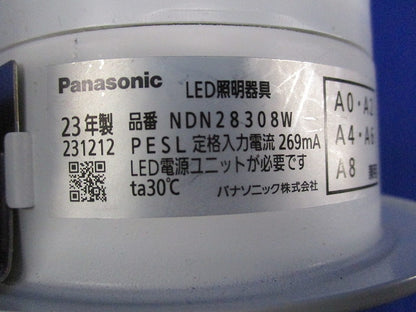 Panasonic LED照明器具
23年製 品番 NDN28308W
231212 PESL 定格入力電流 269mA
LED電源ユニットが必要です
ta30℃ パナソニック株式会社
A0・A2
A4・A6
A8